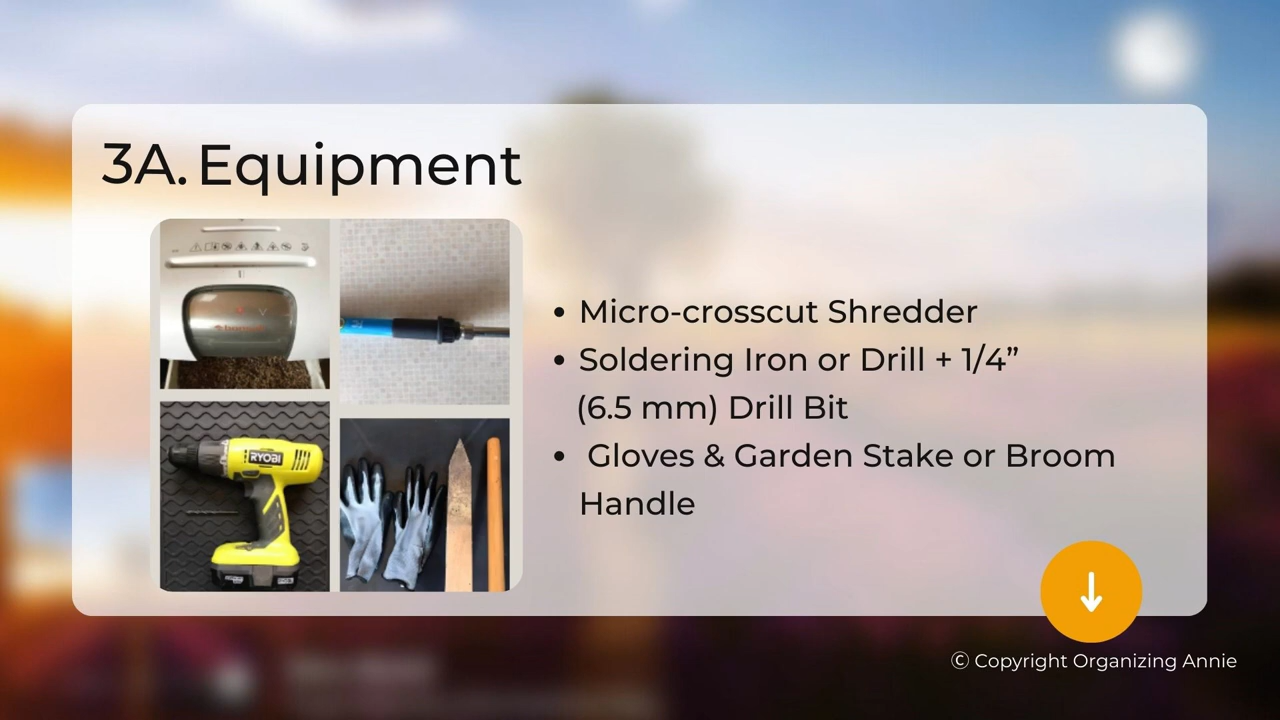 3A. Equipment
RYOBI
• Micro-crosscut Shredder
• Soldering Iron or Drill + 1/4”
(6.5 mm) Drill Bit
• Gloves & Garden Stake or Broom
Handle
© Copyright Organizing Annie